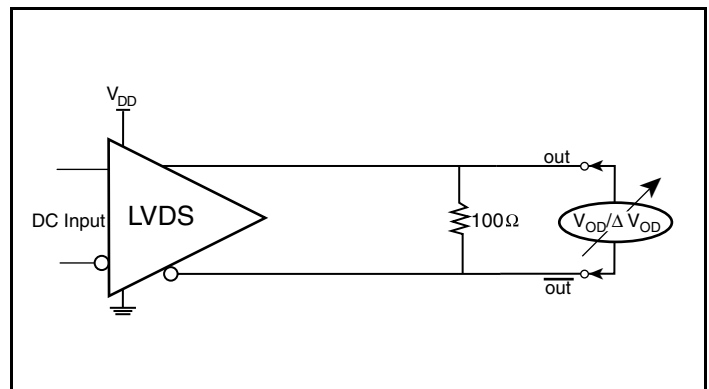 V_DD
out
DC Input
LVDS
100Ω
V_OD/Δ V_OD
out